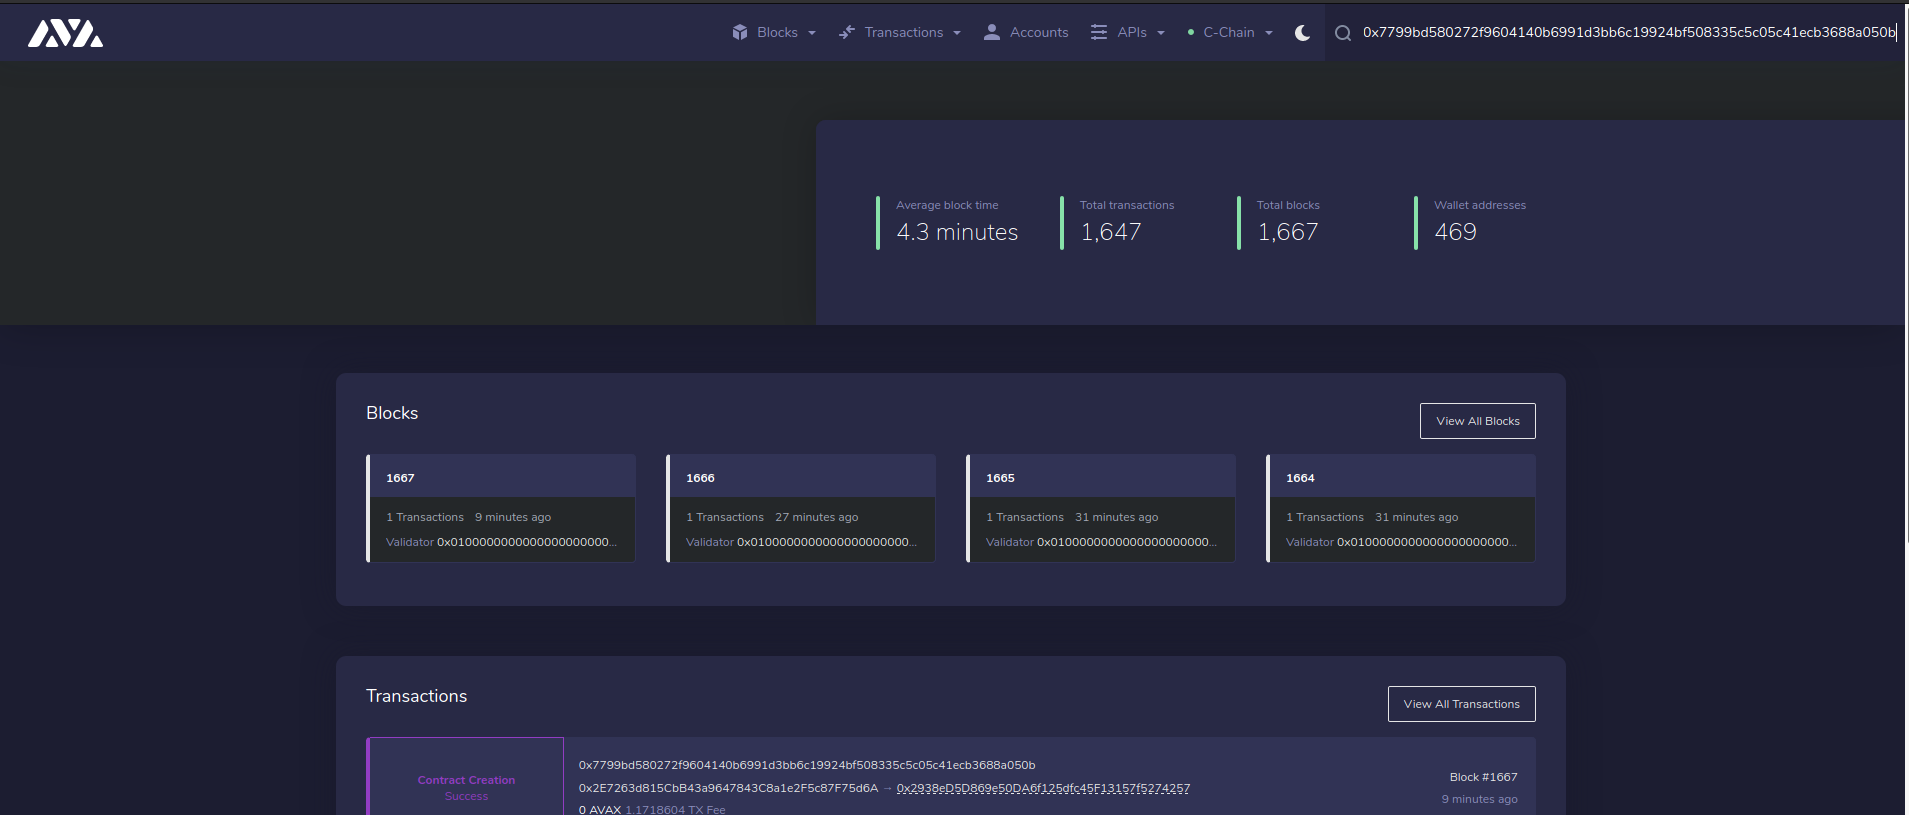 AVA
Blocks Transactions Accounts APIs C-Chain 0x7799bd580272f9604140b6991d3bb6c19924bf508335c5c05c41ecb3688a050b
Average block time Total transactions Total blocks Wallet addresses
4.3 minutes 1,647 1,667 469
Blocks
View All Blocks
1667 1666 1665 1664
1 Transactions 9 minutes ago 1 Transactions 27 minutes ago 1 Transactions 31 minutes ago 1 Transactions 31 minutes ago
Validator 0x0100000000000000000000... Validator 0x0100000000000000000000... Validator 0x0100000000000000000000... Validator 0x0100000000000000000000...
Transactions
View All Transactions
0x7799bd580272f9604140b6991d3bb6c19924bf508335c5c05c41ecb3688a050b
Contract Creation Block #1667
0x2E7263d815CbB43a9647843C8a1e2F5c87F75d6A → 0x2938eD5D869e50DA6f125dfc45F13157f5274257
Success 9 minutes ago
0 AVAX 1.1718604 TX Fee